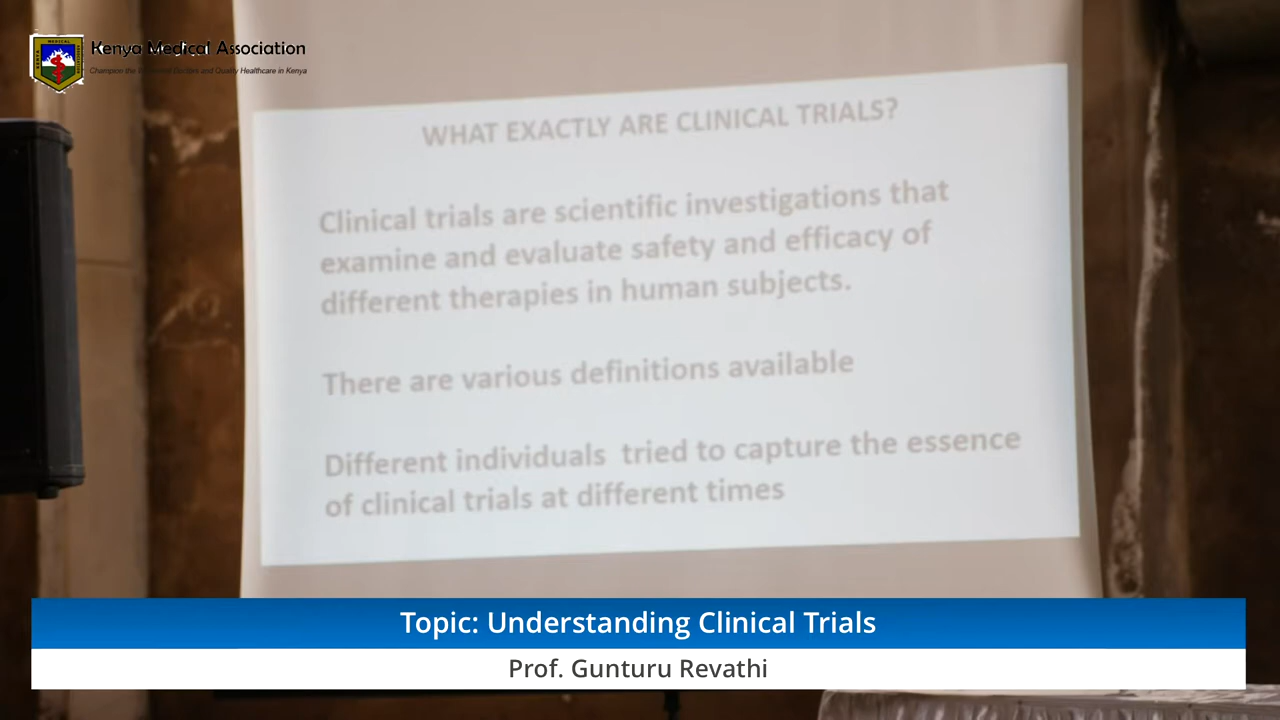 Kenya Medical Association
WHAT EXACTLY ARE CLINICAL TRIALS?
Clinical trials are scientific investigations that
examine and evaluate safety and efficacy of
different therapies in human subjects.
There are various definitions available
Different individuals tried to capture the essence
of clinical trials at different times
Topic: Understanding Clinical Trials
Prof. Gunturu Revathi